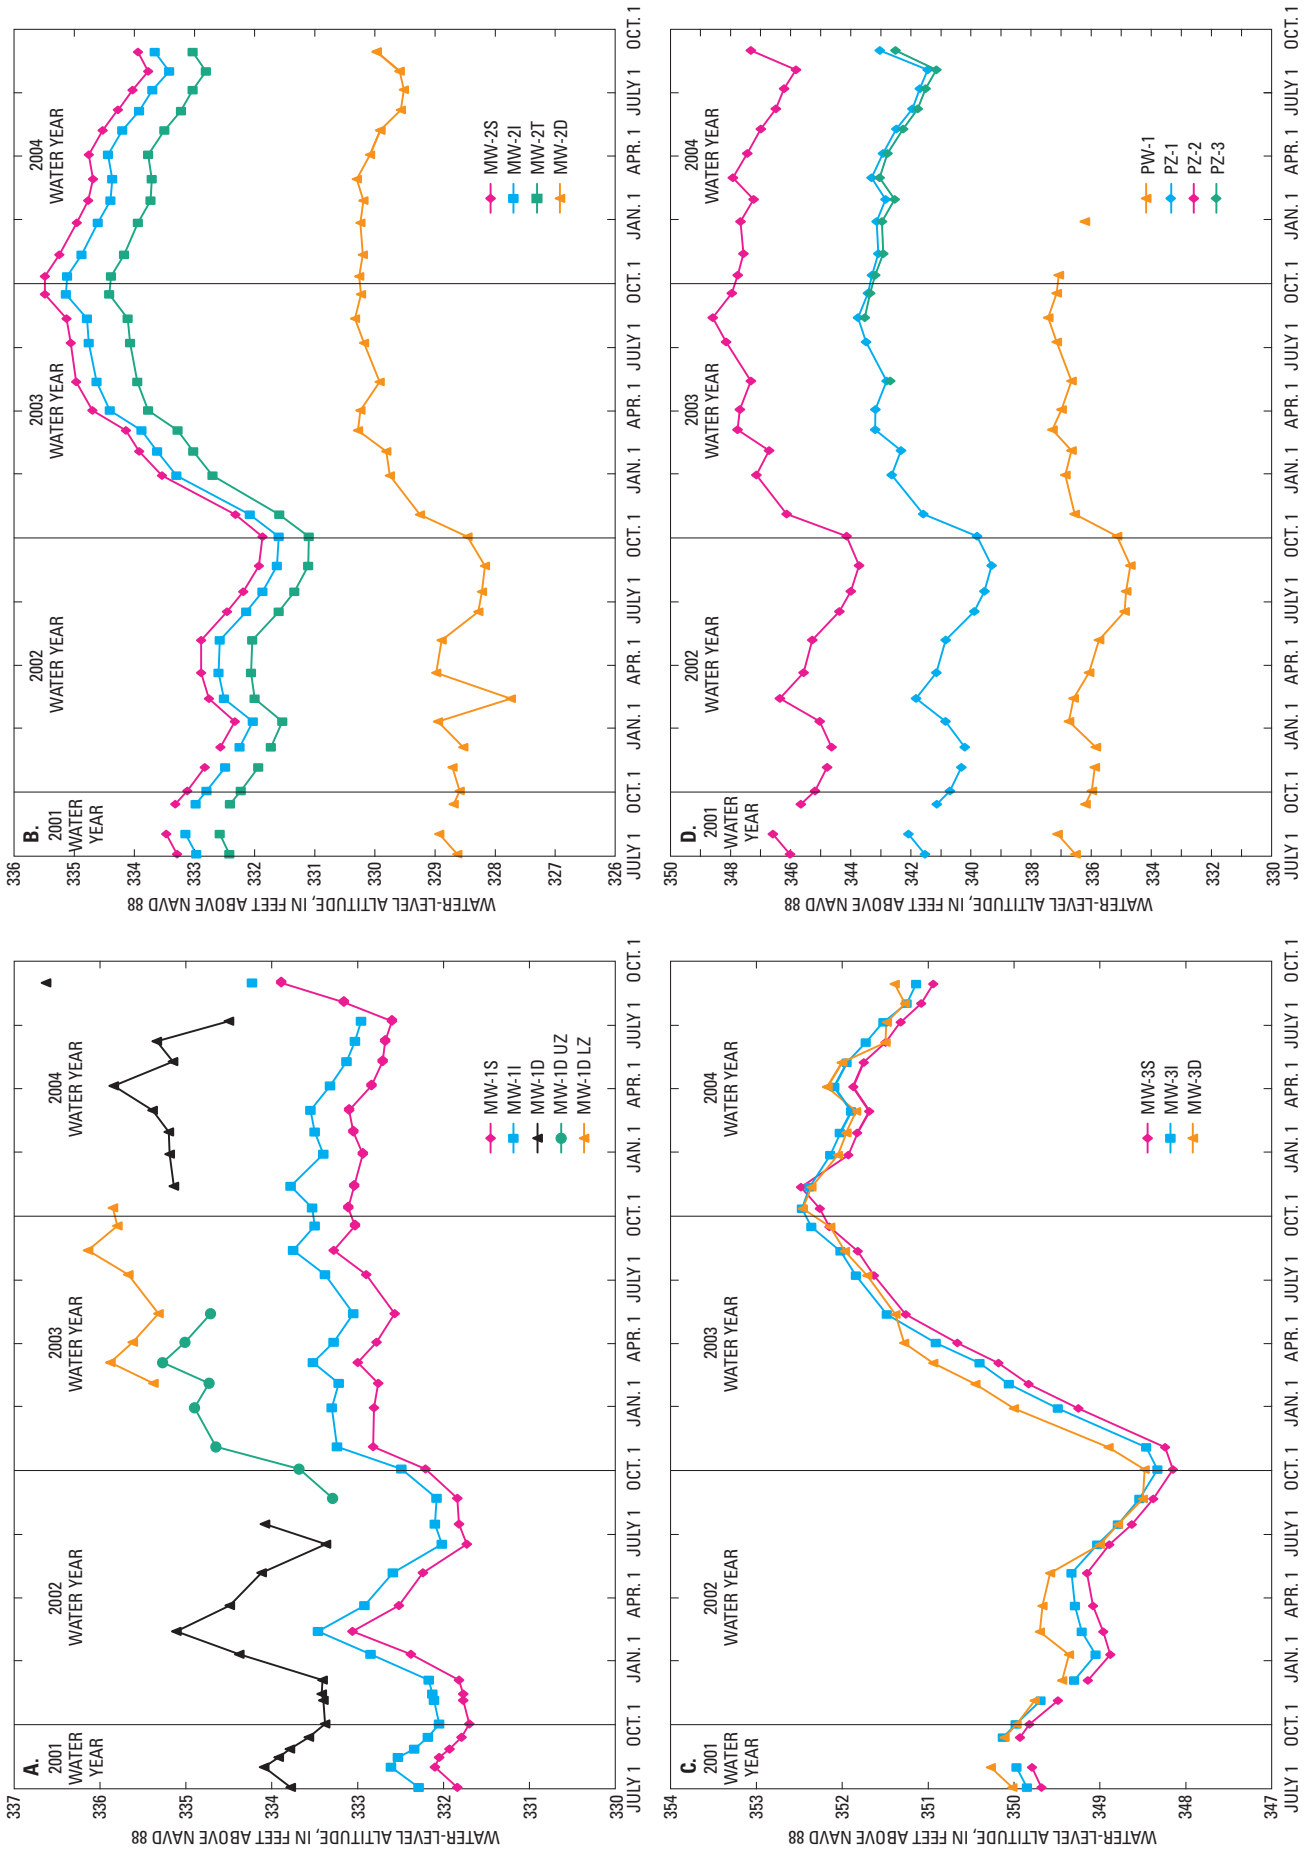 A.
2001
WATER
YEAR
2002
WATER YEAR
2003
WATER YEAR
2004
WATER YEAR
337
336
335
334
333
332
331
330
WATER-LEVEL ALTITUDE, IN FEET ABOVE NAVD 88
MW-1S
MW-1I
MW-1D
MW-1D UZ
MW-1D LZ
JULY 1
OCT. 1
JAN. 1
APR. 1
JULY 1
OCT. 1
JAN. 1
APR. 1
JULY 1
OCT. 1
JAN. 1
APR. 1
JULY 1
OCT. 1
B.
2001
WATER
YEAR
2002
WATER YEAR
2003
WATER YEAR
2004
WATER YEAR
336
335
334
333
332
331
330
329
328
327
326
WATER-LEVEL ALTITUDE, IN FEET ABOVE NAVD 88
MW-2S
MW-2I
MW-2T
MW-2D
JULY 1
OCT. 1
JAN. 1
APR. 1
JULY 1
OCT. 1
JAN. 1
APR. 1
JULY 1
OCT. 1
JAN. 1
APR. 1
JULY 1
OCT. 1
C.
2001
WATER
YEAR
2002
WATER YEAR
2003
WATER YEAR
2004
WATER YEAR
354
353
352
351
350
349
348
347
WATER-LEVEL ALTITUDE, IN FEET ABOVE NAVD 88
MW-3S
MW-3I
MW-3D
JULY 1
OCT. 1
JAN. 1
APR. 1
JULY 1
OCT. 1
JAN. 1
APR. 1
JULY 1
OCT. 1
JAN. 1
APR. 1
JULY 1
OCT. 1
D.
2001
WATER
YEAR
2002
WATER YEAR
2003
WATER YEAR
2004
WATER YEAR
350
348
346
344
342
340
338
336
334
332
330
WATER-LEVEL ALTITUDE, IN FEET ABOVE NAVD 88
PW-1
PZ-1
PZ-2
PZ-3
JULY 1
OCT. 1
JAN. 1
APR. 1
JULY 1
OCT. 1
JAN. 1
APR. 1
JULY 1
OCT. 1
JAN. 1
APR. 1
JULY 1
OCT. 1